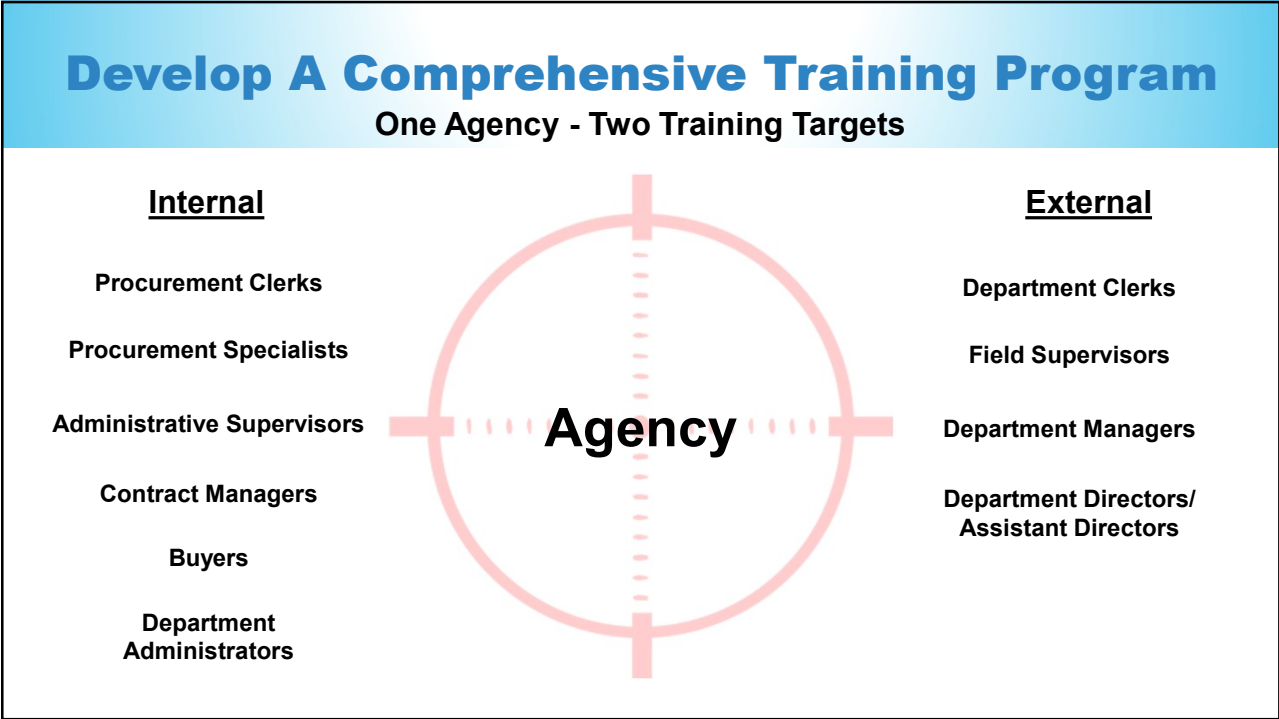 Develop A Comprehensive Training Program
One Agency - Two Training Targets
Internal
Procurement Clerks
Procurement Specialists
Administrative Supervisors
Contract Managers
Buyers
Department
Administrators
Agency
External
Department Clerks
Field Supervisors
Department Managers
Department Directors/
Assistant Directors